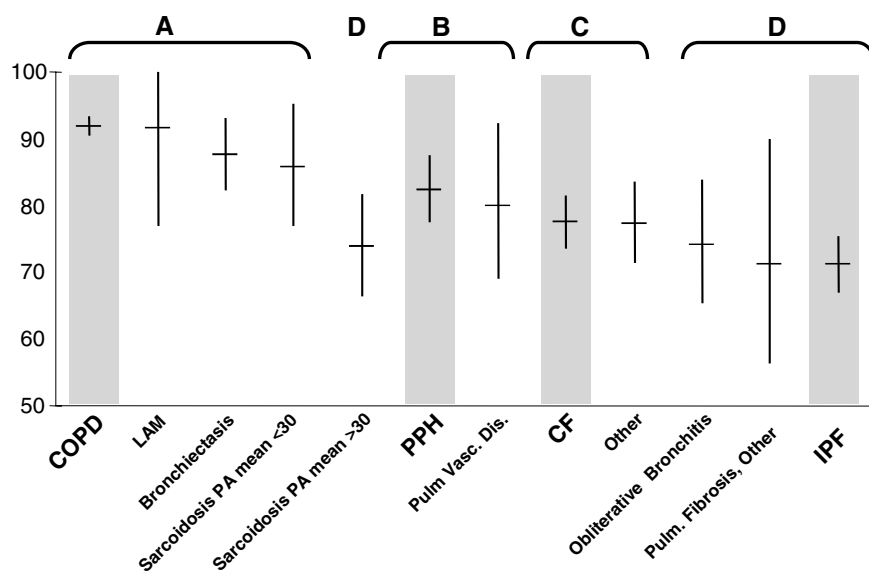 A D B C D
100
90
80
70
60
50
COPD
LAM
Bronchiectasis
Sarcoidosis PA mean <30
Sarcoidosis PA mean >30
PPH
Pulm Vasc. Dis.
CF
Other
Obliterative Bronchitis
Pulm. Fibrosis, Other
IPF